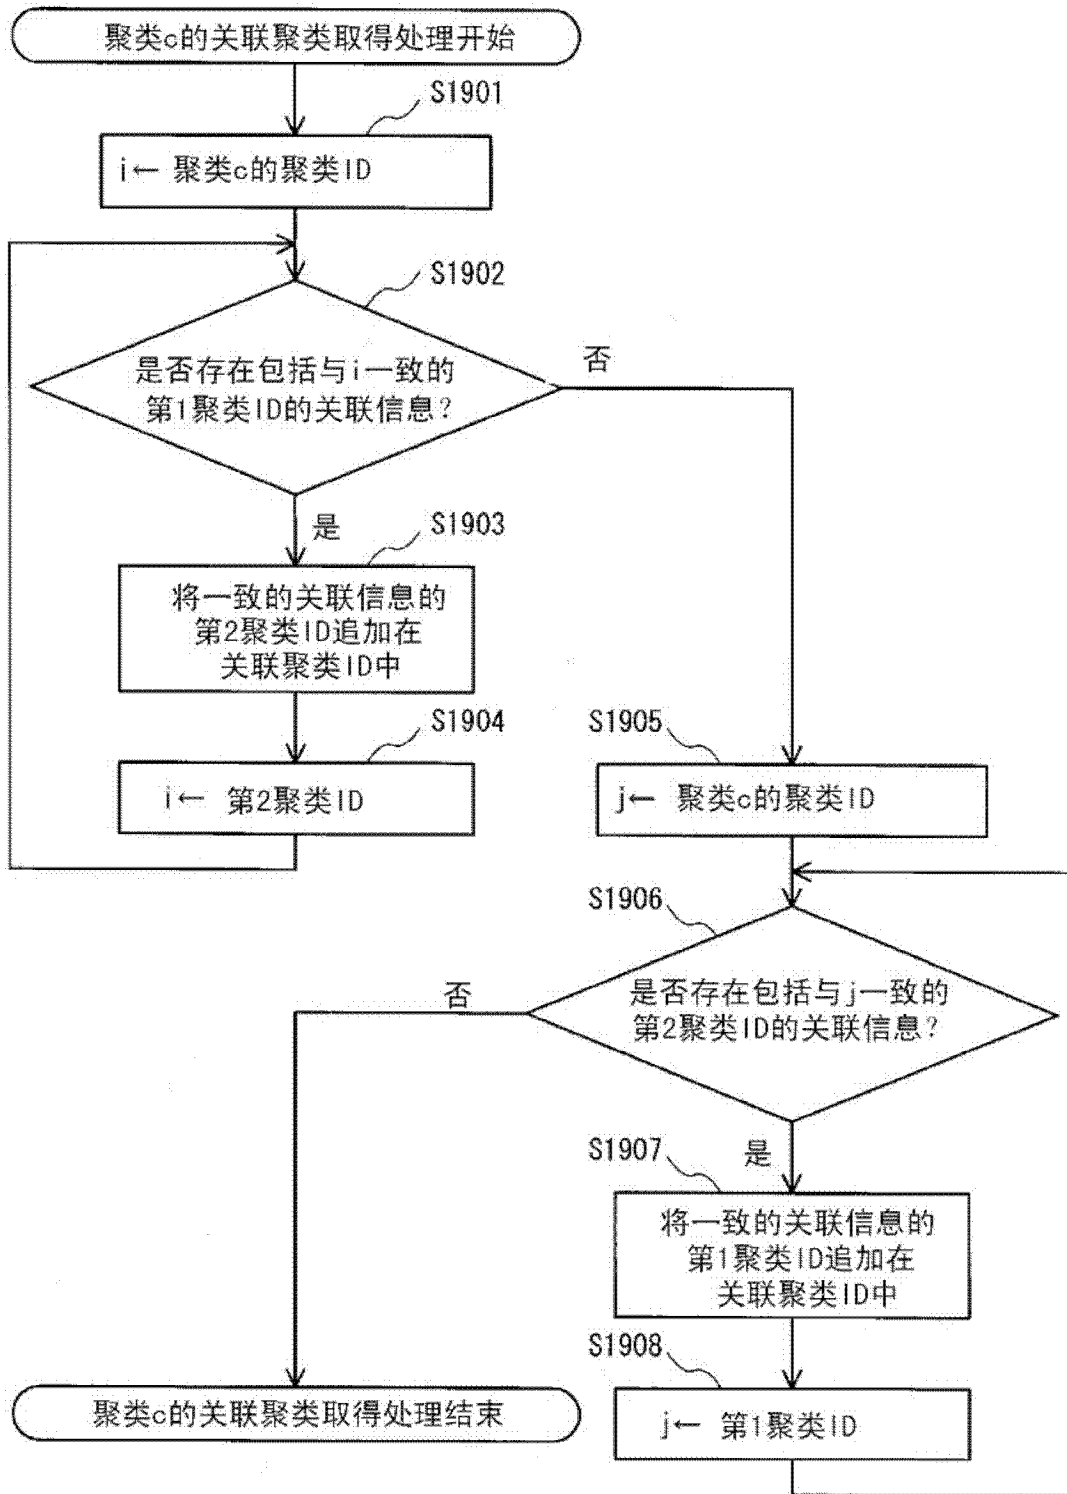 聚类c的关联聚类取得处理开始
S1901
i← 聚类c的聚类ID
S1902
是否存在包括与i一致的
第1聚类ID的关联信息?
否
是
S1903
将一致的关联信息的
第2聚类ID追加在
关联聚类ID中
S1904
i← 第2聚类ID
S1905
j← 聚类c的聚类ID
S1906
是否存在包括与j一致的
第2聚类ID的关联信息?
否
是
S1907
将一致的关联信息的
第1聚类ID追加在
关联聚类ID中
S1908
j← 第1聚类ID
聚类c的关联聚类取得处理结束